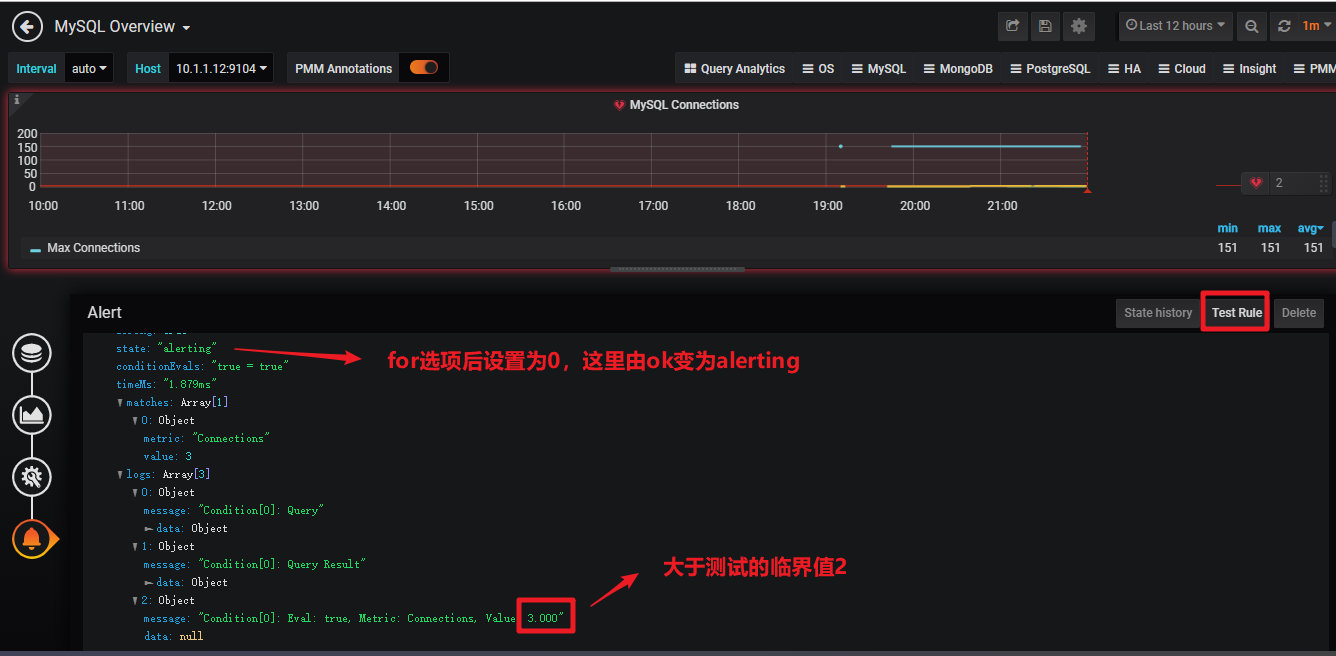 MySQL Overview
Last 12 hours
1m
Interval auto Host 10.1.1.12:9104 PMM Annotations
Query Analytics OS MySQL MongoDB PostgreSQL HA Cloud Insight PMM
i
MySQL Connections
200
150
100
50
0
10:00 11:00 12:00 13:00 14:00 15:00 16:00 17:00 18:00 19:00 20:00 21:00
2
min max avg
Max Connections 151 151 151
Alert
State history Test Rule Delete
state: "alerting"
for选项后设置为0，这里由ok变为alerting
conditionEvals: "true = true"
timeMs: "1.879ms"
matches: Array[1]
0: Object
metric: "Connections"
value: 3
logs: Array[3]
0: Object
message: "Condition[0]: Query"
data: Object
1: Object
message: "Condition[0]: Query Result"
大于测试的临界值2
data: Object
2: Object
message: "Condition[0]: Eval: true, Metric: Connections, Value 3.000"
data: null